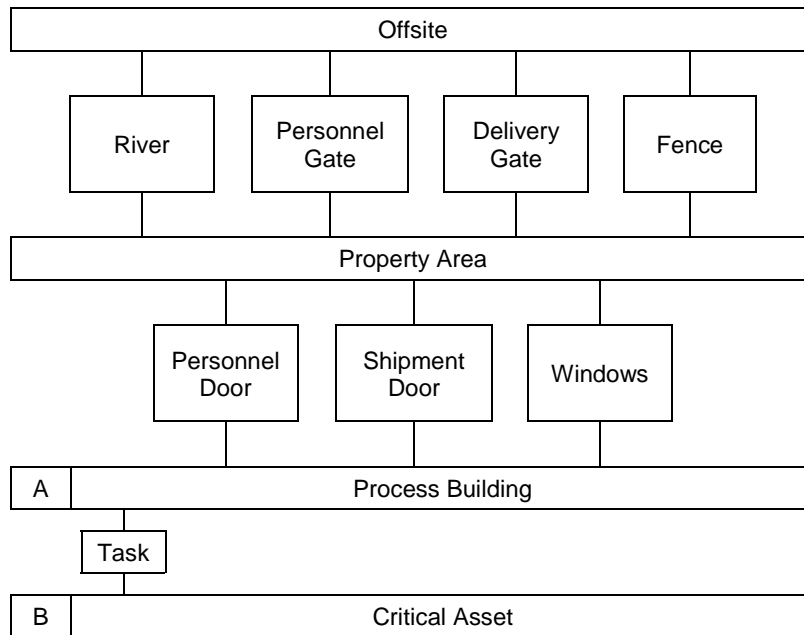 Offsite
River
Personnel
Gate
Delivery
Gate
Fence
Property Area
Personnel
Door
Shipment
Door
Windows
A
Process Building
Task
B
Critical Asset